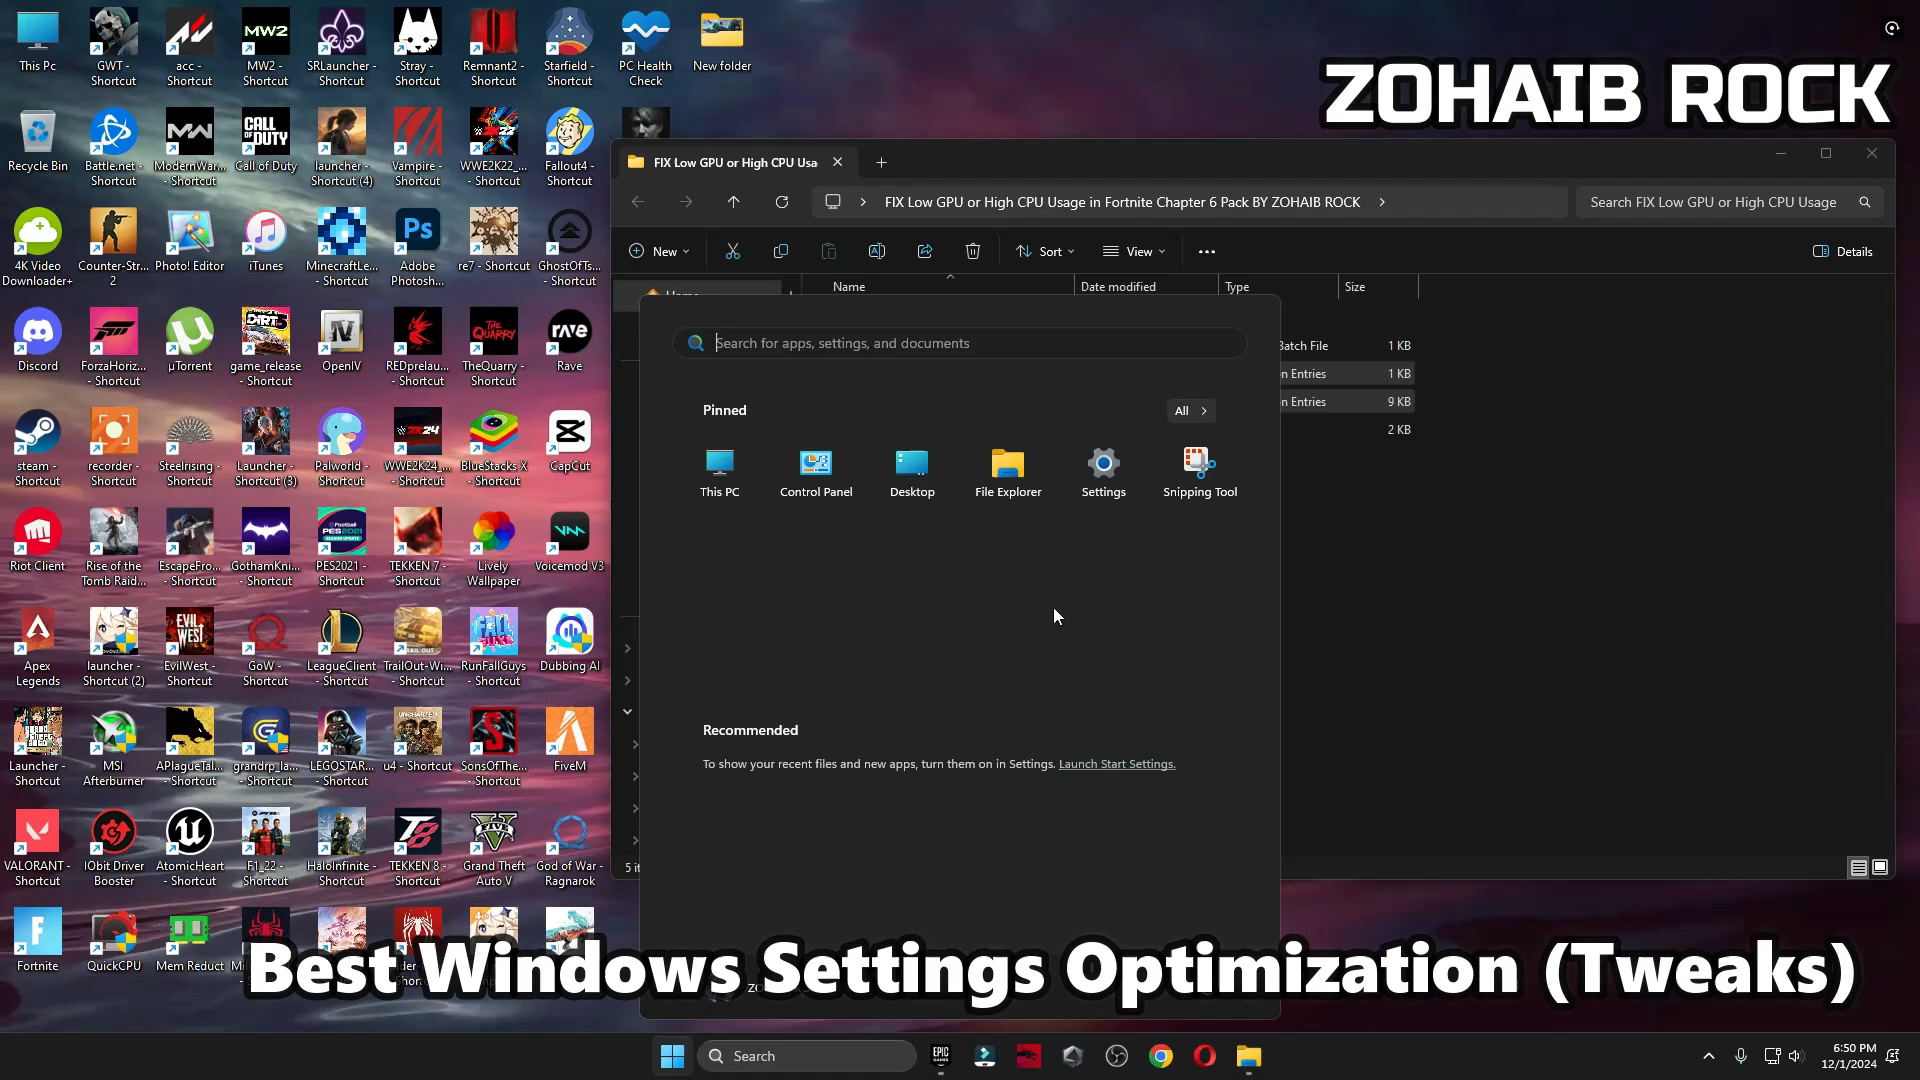 This Pc
GWT - Shortcut
acc - Shortcut
MW2 - Shortcut
SRLauncher - Shortcut
Stray - Shortcut
Remnant2 - Shortcut
Starfield - Shortcut
PC Health Check
New folder
ZOHAIB ROCK
Recycle Bin
Battle.net - Shortcut
ModernWar... - Shortcut
Call of Duty
launcher - Shortcut (4)
Vampire - Shortcut
WWE2K22_... - Shortcut
Fallout4 - Shortcut
FIX Low GPU or High CPU Usa
FIX Low GPU or High CPU Usage in Fortnite Chapter 6 Pack BY ZOHAIB ROCK
Search FIX Low GPU or High CPU Usage
New
Sort
View
Details
4K Video Downloader+
Counter-Str... 2
Photo! Editor
iTunes
MinecraftLe... - Shortcut
Adobe Photosh...
re7 - Shortcut
GhostOfTs... - Shortcut
Name
Date modified
Type
Size
Batch File 1 KB
n Entries 1 KB
n Entries 9 KB
2 KB
Search for apps, settings, and documents
Pinned
All
This PC
Control Panel
Desktop
File Explorer
Settings
Snipping Tool
Discord
ForzaHoriz... - Shortcut
µTorrent
game_release - Shortcut
OpenIV
REDprelau... - Shortcut
TheQuarry - Shortcut
Rave
steam - Shortcut
recorder - Shortcut
Steelrising - Shortcut
Launcher - Shortcut (3)
Palworld - Shortcut
WWE2K24_... - Shortcut
BlueStacks X
CapCut
Riot Client
Rise of the Tomb Raid...
EscapeFro... - Shortcut
GothamKni... - Shortcut
PES2021 - Shortcut
TEKKEN 7 - Shortcut
Lively Wallpaper
Voicemod V3
Apex Legends
launcher - Shortcut (2)
EvilWest - Shortcut
GoW - Shortcut
LeagueClient - Shortcut
TrailOut-Wi... - Shortcut
RunFallGuys - Shortcut
Dubbing AI
Recommended
To show your recent files and new apps, turn them on in Settings. Launch Start Settings.
Launcher - Shortcut
MSI Afterburner
APlagueTal... - Shortcut
grandrp_la... - Shortcut
LEGOSTAR... - Shortcut
u4 - Shortcut
SonsOfThe... - Shortcut
FiveM
VALORANT - Shortcut
IObit Driver Booster
AtomicHeart - Shortcut
F1_22 - Shortcut
HaloInfinite - Shortcut
TEKKEN 8 - Shortcut
Grand Theft Auto V
God of War - Ragnarok
Fortnite
QuickCPU
Mem Reduct
Best Windows Settings Optimization (Tweaks)
Search
6:50 PM
12/1/2024